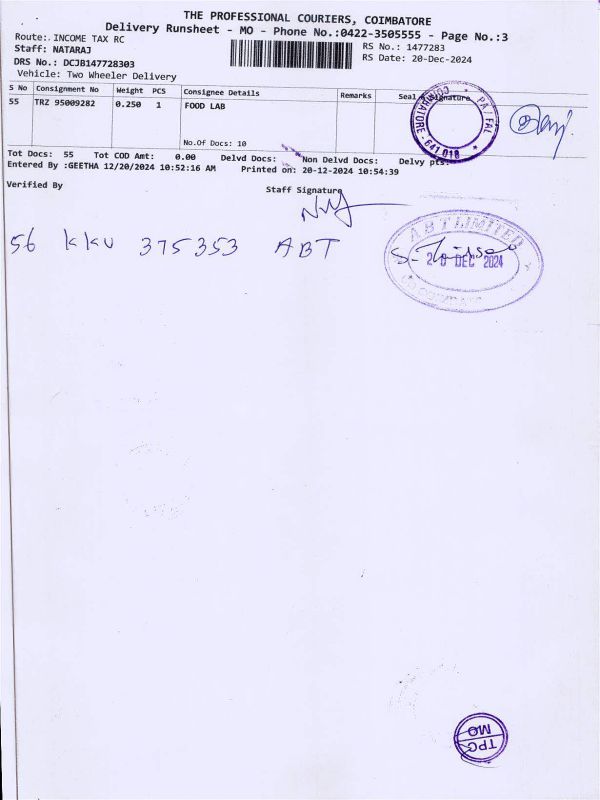 THE PROFESSIONAL COURIERS, COIMBATORE
Delivery Runsheet - MO - Phone No.:0422-3505555 - Page No.:3
Route: INCOME TAX RC
Staff: NATARAJ
DRS No.: DCJB147728303
Vehicle: Two Wheeler Delivery
RS No.: 1477283
RS Date: 20-Dec-2024
S No Consignment No Weight PCS Consignee Details Remarks Seal Signature
55 TRZ 95009282 0.250 1 FOOD LAB
No.Of Docs: 10
COIMBATORE - 641 018
Tot Docs: 55 Tot COD Amt: 0.00 Delvd Docs: Non Delvd Docs: Delvy pts:
Entered By :GEETHA 12/20/2024 10:52:16 AM Printed on: 20-12-2024 10:54:39
Verified By Staff Signature
56 KKU 375353 ABT
ABT LIMITED
20 DEC 2024
TPC
MO